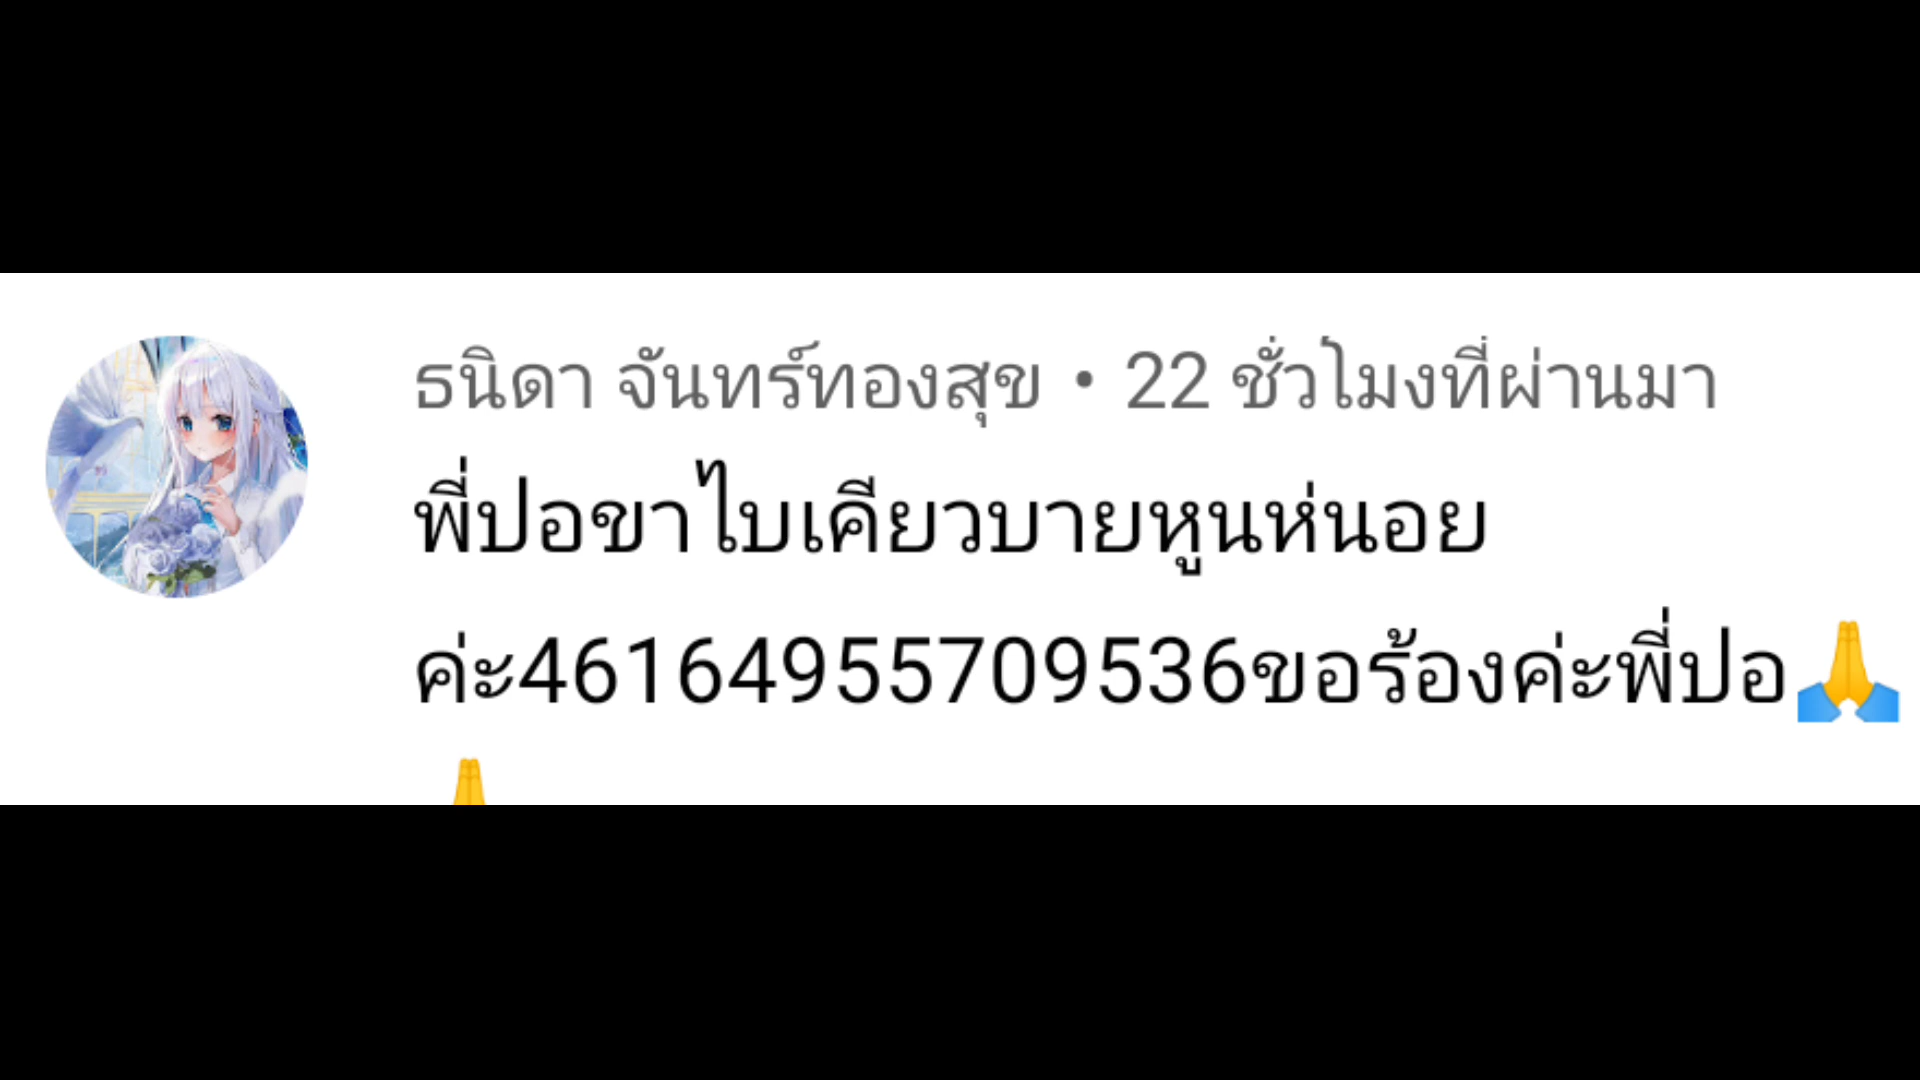 ธนิดา จันทร์ทองสุข • 22 ชั่วโมงที่ผ่านมา
พี่ปอขาไบเคียวบายหูนห่นอย
ค่ะ46164955709536ขอร้องค่ะพี่ปอ🙏
🙏